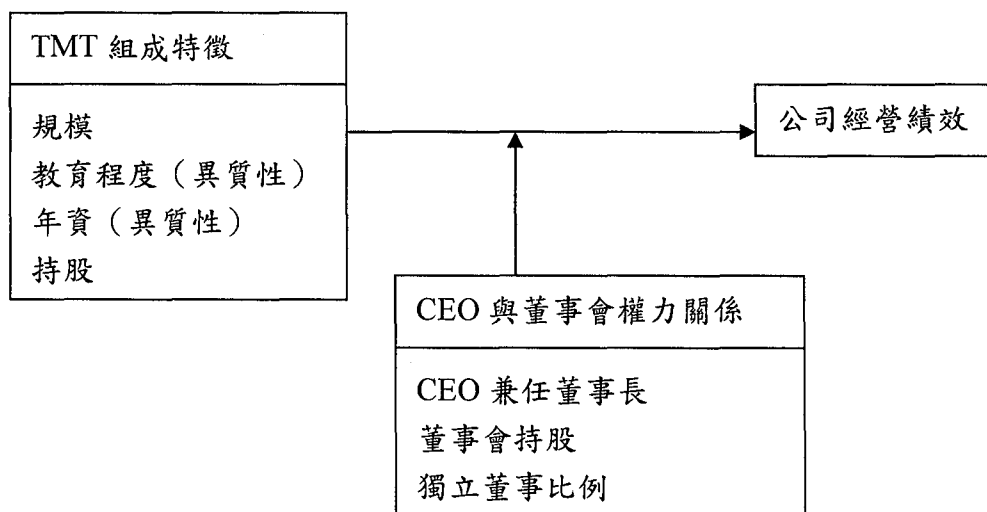 TMT 組成特徵
規模
教育程度（異質性）
年資（異質性）
持股
公司經營績效
CEO 與董事會權力關係
CEO 兼任董事長
董事會持股
獨立董事比例